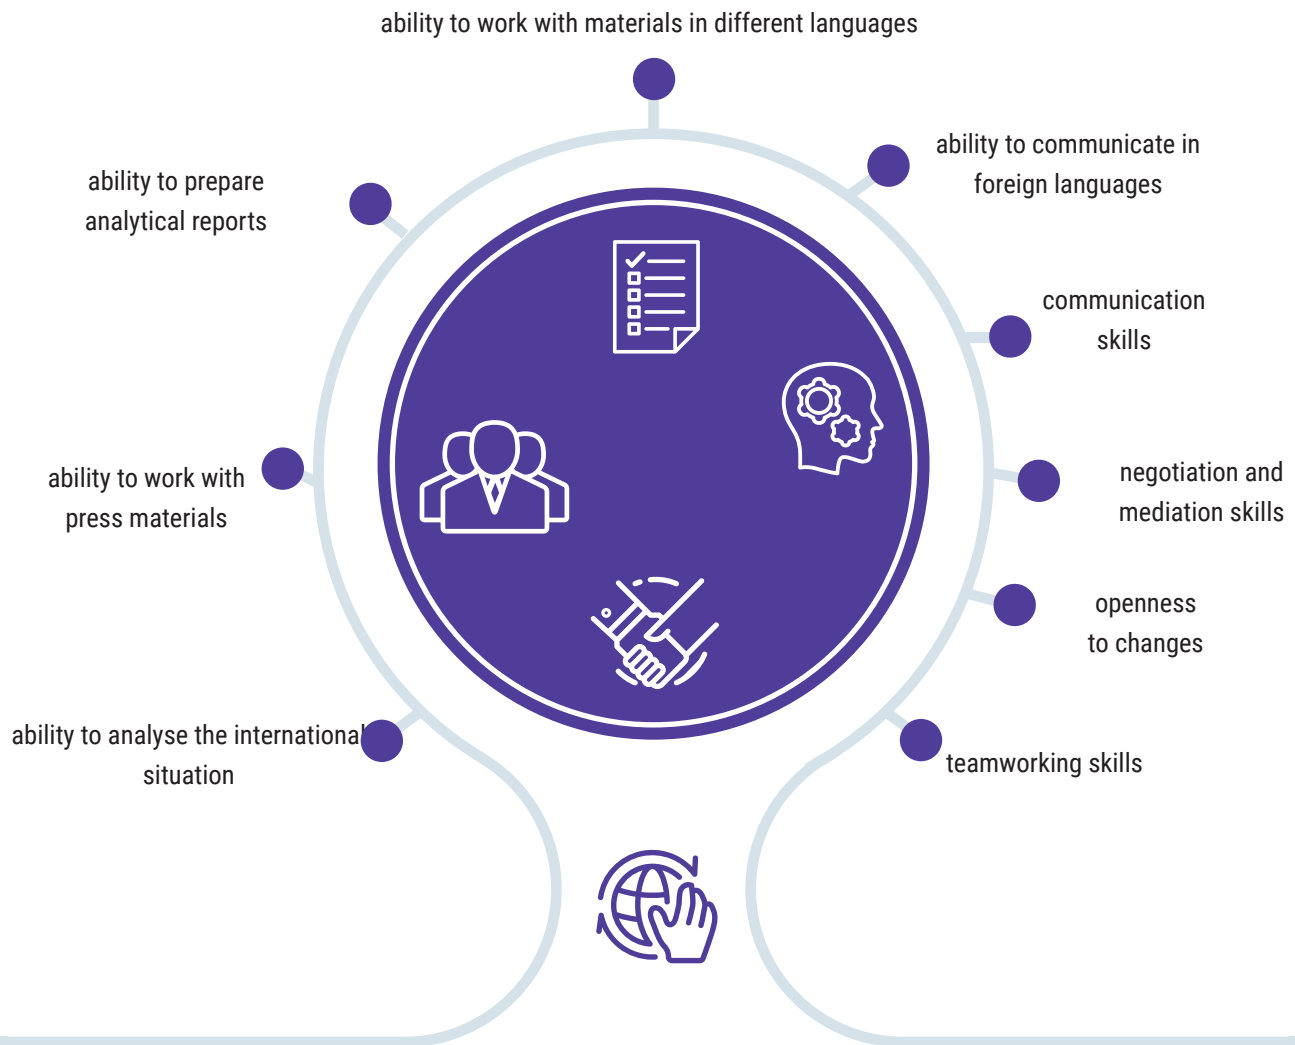 ability to work with materials in different languages
ability to communicate in
foreign languages
ability to prepare
analytical reports
communication
skills
ability to work with
press materials
negotiation and
mediation skills
openness
to changes
ability to analyse the international
situation
teamworking skills